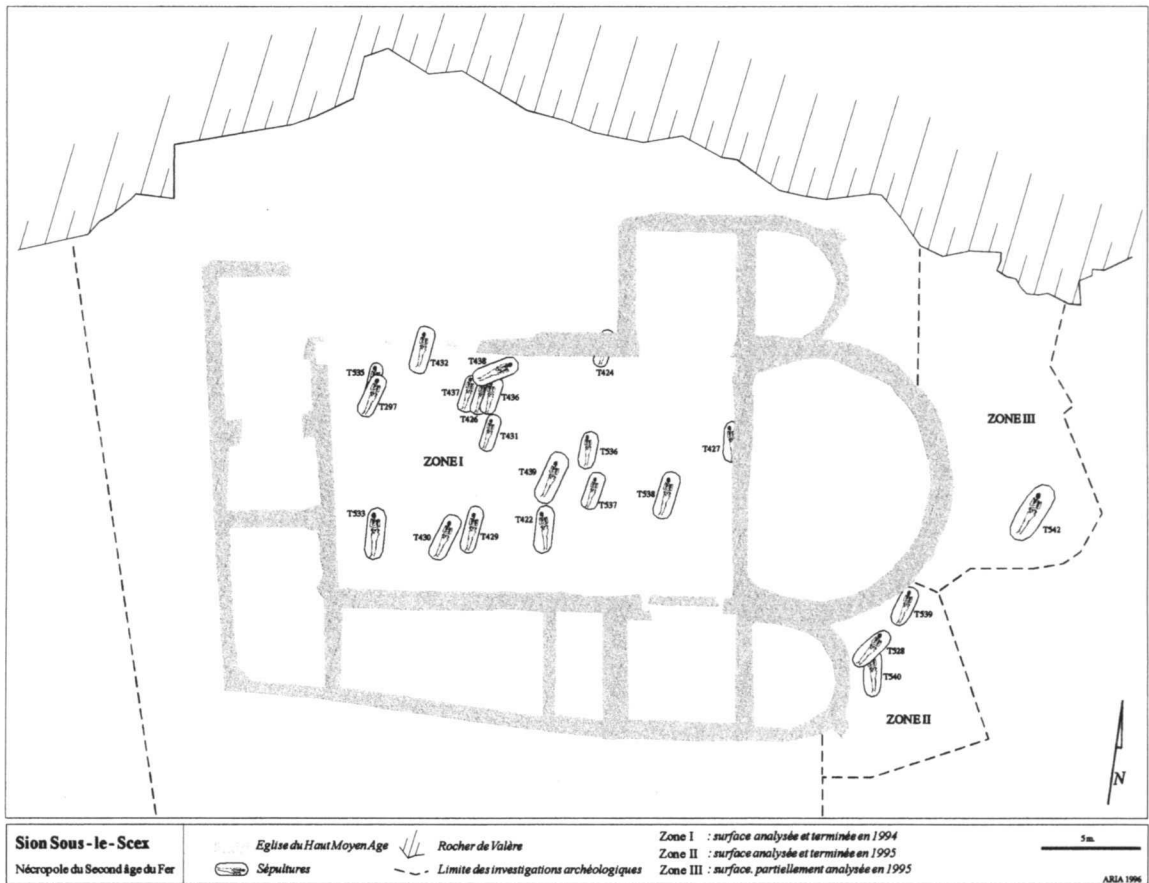 T432
T438
T424
T535
T297
T437
T436
T426
T431
ZONE III
T427
T536
ZONE I
T439
T538
T537
T533
T422
T542
T430
T429
T539
T528
T540
ZONE II
N
Sion Sous-le-Scex
Nécropole du Second âge du Fer
Eglise du Haut Moyen Age
Sépultures
Rocher de Valère
Limite des investigations archéologiques
Zone I : surface analysée et terminée en 1994
Zone II : surface analysée et terminée en 1995
Zone III : surface. partiellement analysée en 1995
5m.
ARIA 1996